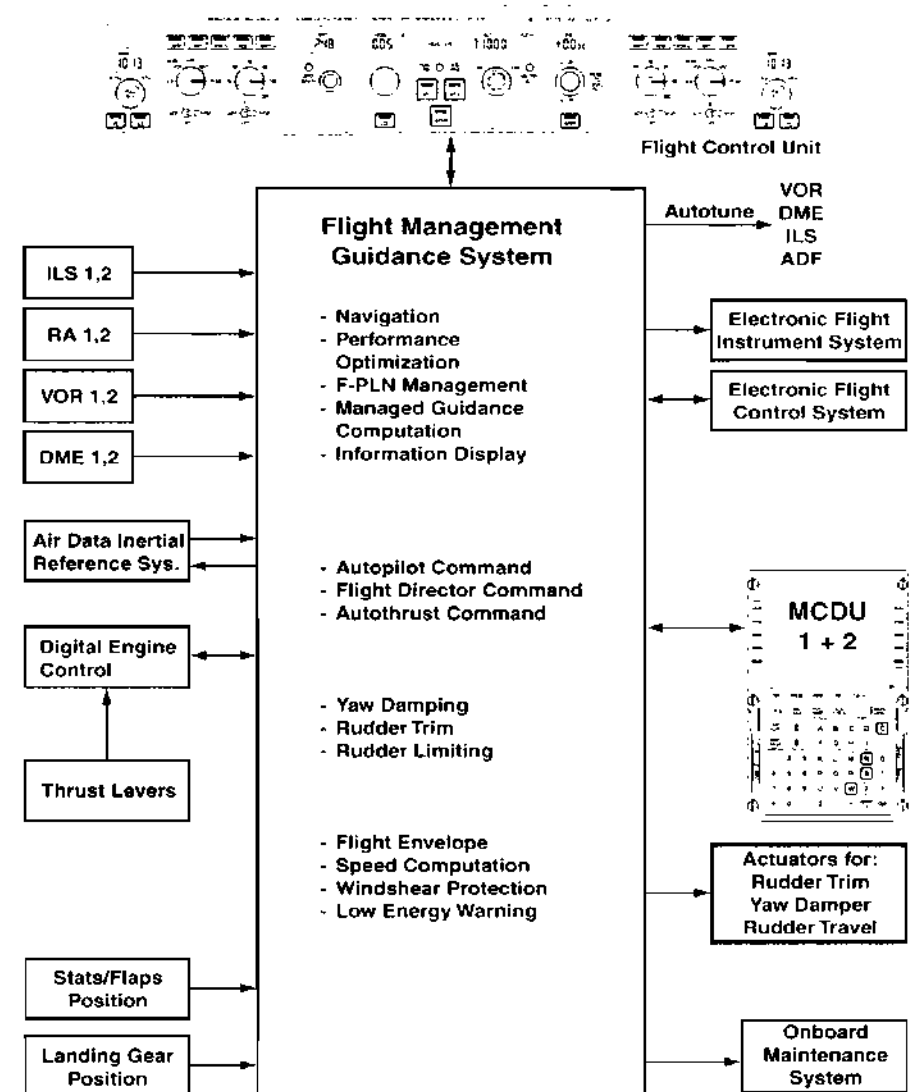 Flight Control Unit
Flight Management
Guidance System
- Navigation
- Performance
Optimization
- F-PLN Management
- Managed Guidance
Computation
- Information Display
- Autopilot Command
- Flight Director Command
- Autothrust Command
- Yaw Damping
- Rudder Trim
- Rudder Limiting
- Flight Envelope
- Speed Computation
- Windshear Protection
- Low Energy Warning
ILS 1,2
RA 1,2
VOR 1,2
DME 1,2
Air Data Inertial
Reference Sys.
Digital Engine
Control
Thrust Levers
Stats/Flaps
Position
Landing Gear
Position
Autotune
VOR
DME
ILS
ADF
Electronic Flight
Instrument System
Electronic Flight
Control System
MCDU
1 + 2
Actuators for:
Rudder Trim
Yaw Damper
Rudder Travel
Onboard
Maintenance
System